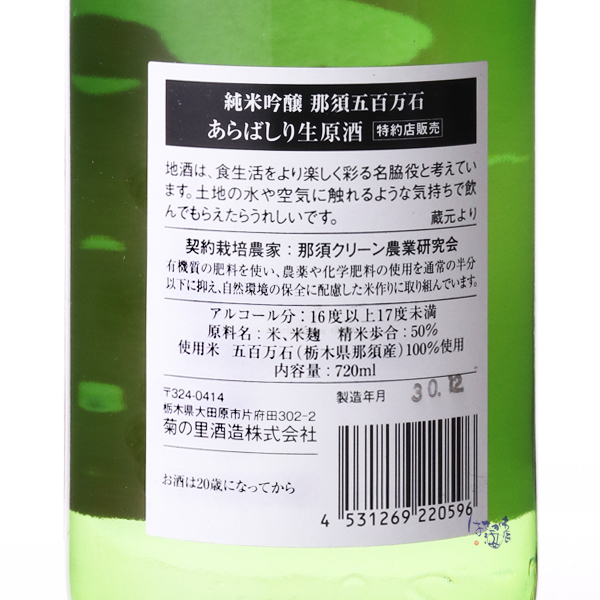 純米吟醸 那須五百万石
あらばしり生原酒 特約店販売
地酒は、食生活をより楽しく彩る名脇役と考えてい
ます。土地の水や空気に触れるような気持ちで飲
んでもらえたらうれしいです。 蔵元より
契約栽培農家：那須クリーン農業研究会
有機質の肥料を使い、農薬や化学肥料の使用を通常の半分
以下に抑え、自然環境の保全に配慮した米作りに取り組んでいます。
アルコール分：16度以上17度未満
原料名：米、米麹 精米歩合：50%
使用米 五百万石（栃木県那須産）100%使用
内容量：720ml
〒324-0414
栃木県大田原市片府田302-2
菊の里酒造株式会社
製造年月 30.12
お酒は20歳になってから
4 531269 220596